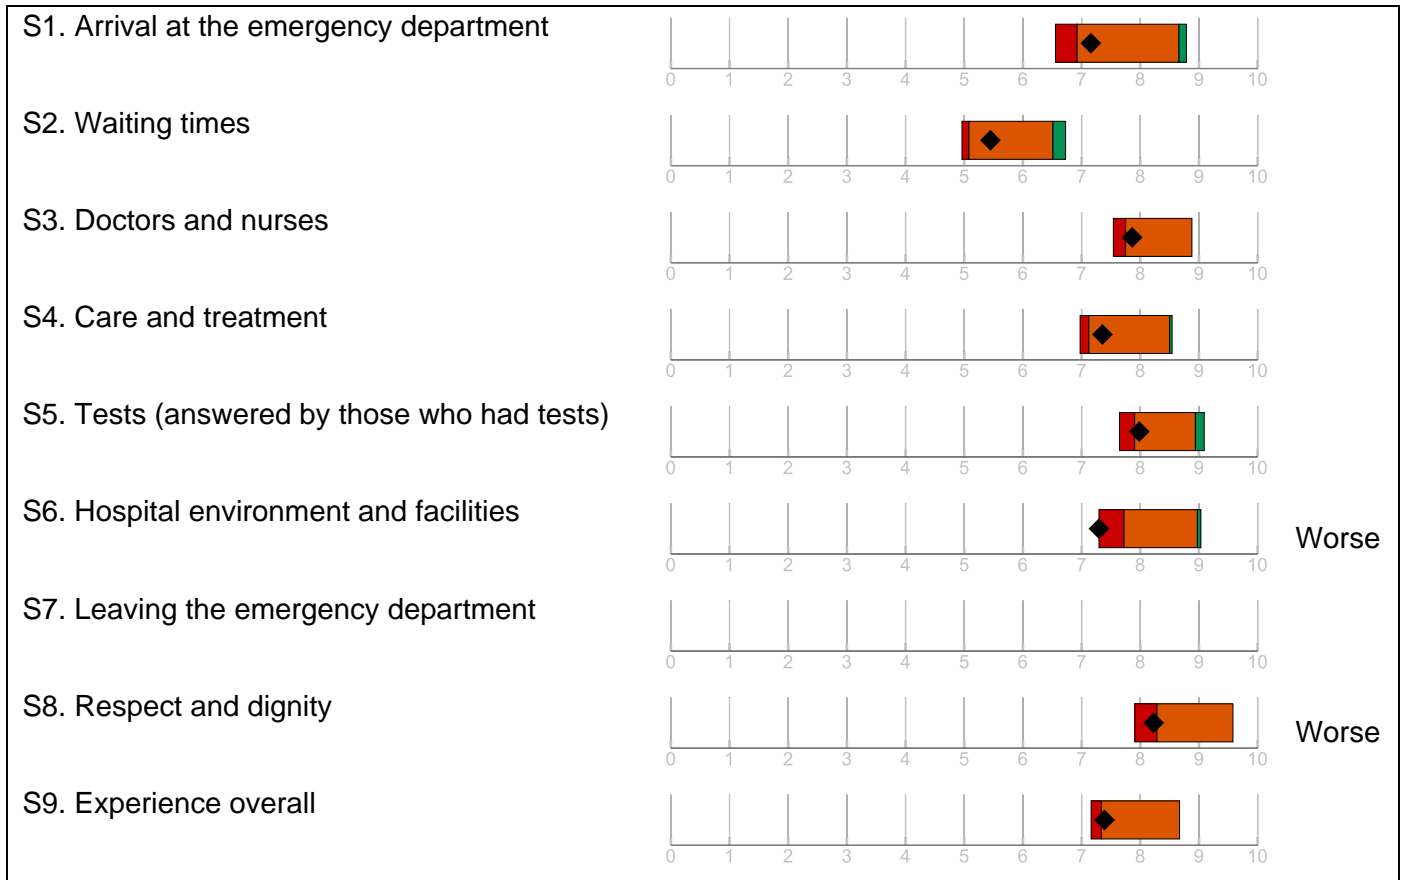 S1. Arrival at the emergency department
0 1 2 3 4 5 6 7 8 9 10
S2. Waiting times
0 1 2 3 4 5 6 7 8 9 10
S3. Doctors and nurses
0 1 2 3 4 5 6 7 8 9 10
S4. Care and treatment
0 1 2 3 4 5 6 7 8 9 10
S5. Tests (answered by those who had tests)
0 1 2 3 4 5 6 7 8 9 10
S6. Hospital environment and facilities
Worse
0 1 2 3 4 5 6 7 8 9 10
S7. Leaving the emergency department
0 1 2 3 4 5 6 7 8 9 10
S8. Respect and dignity
Worse
0 1 2 3 4 5 6 7 8 9 10
S9. Experience overall
0 1 2 3 4 5 6 7 8 9 10